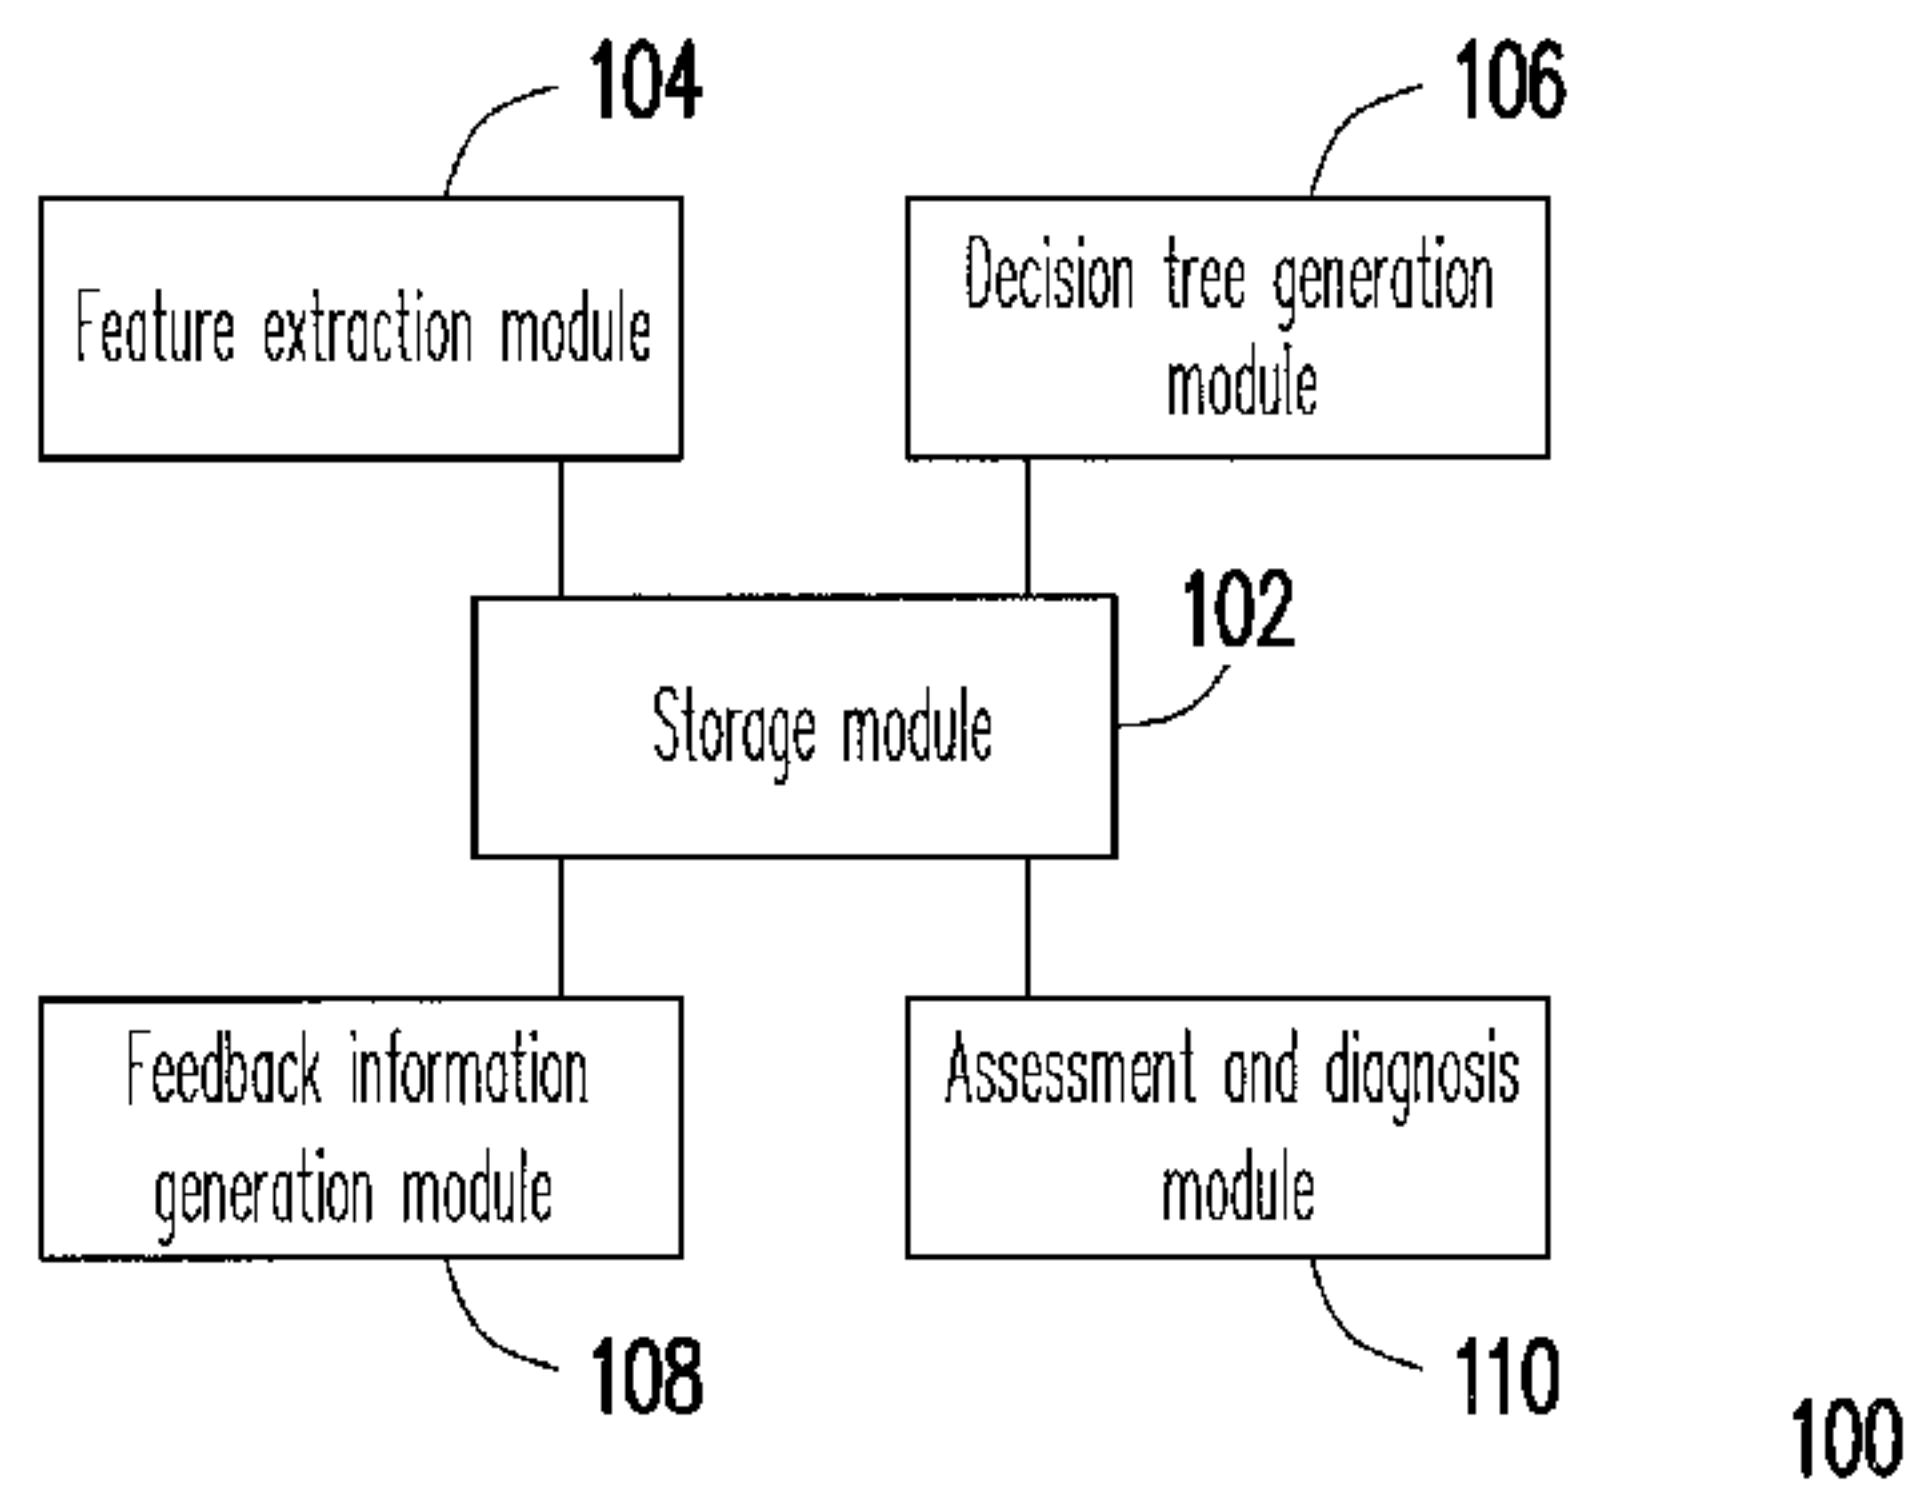 104
106
Feature extraction module
Decision tree generation
module
102
Storage module
Feedback information
generation module
Assessment and diagnosis
module
108
110
100